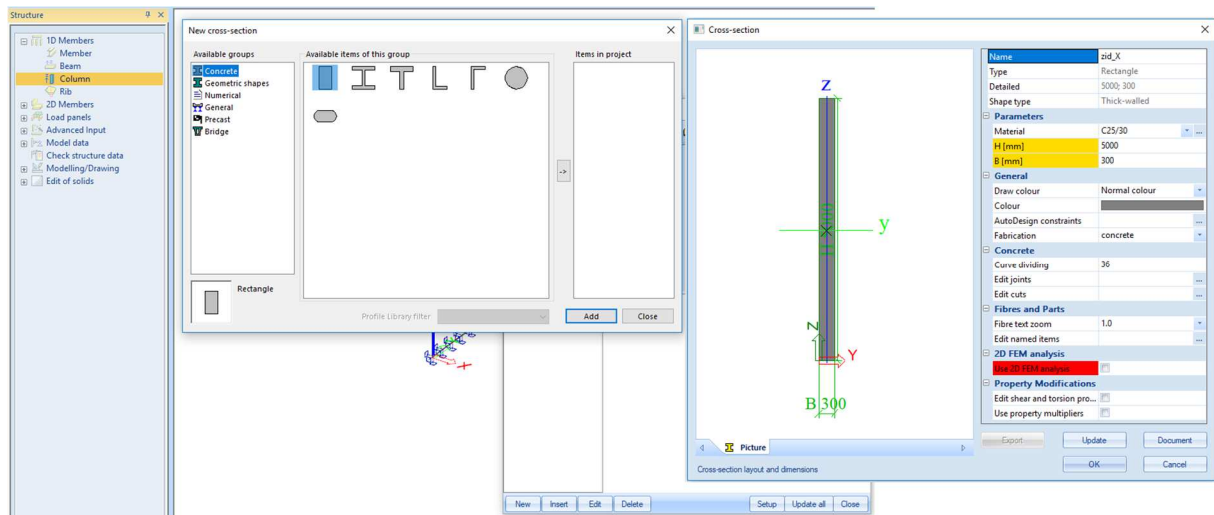 Structure
1D Members
Member
Beam
Column
Rib
2D Members
Load panels
Advanced Input
Model data
Check structure data
Modelling/Drawing
Edit of solids
New cross-section
Available groups
Concrete
Geometric shapes
Numerical
General
Precast
Bridge
Rectangle
Available items of this group
Items in project
->
Profile Library filter
Add
Close
X
New
Insert
Edit
Delete
Setup
Update all
Close
Cross-section
Z
y
N
Y
B 300
Picture
Cross-section layout and dimensions
Name zid_X
Type Rectangle
Detailed 5000; 300
Shape type Thick-walled
Parameters
Material C25/30 ...
H [mm] 5000
B [mm] 300
General
Draw colour Normal colour
Colour
AutoDesign constraints ...
Fabrication concrete
Concrete
Curve dividing 36
Edit joints ...
Edit cuts ...
Fibres and Parts
Fibre text zoom 1.0
Edit named items ...
2D FEM analysis
Use 2D FEM analysis
Property Modifications
Edit shear and torsion pro...
Use property multipliers
Export
Update
Document
OK
Cancel